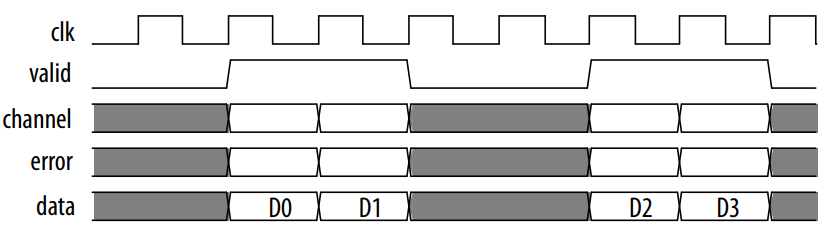 clk
valid
channel
error
data D0 D1 D2 D3